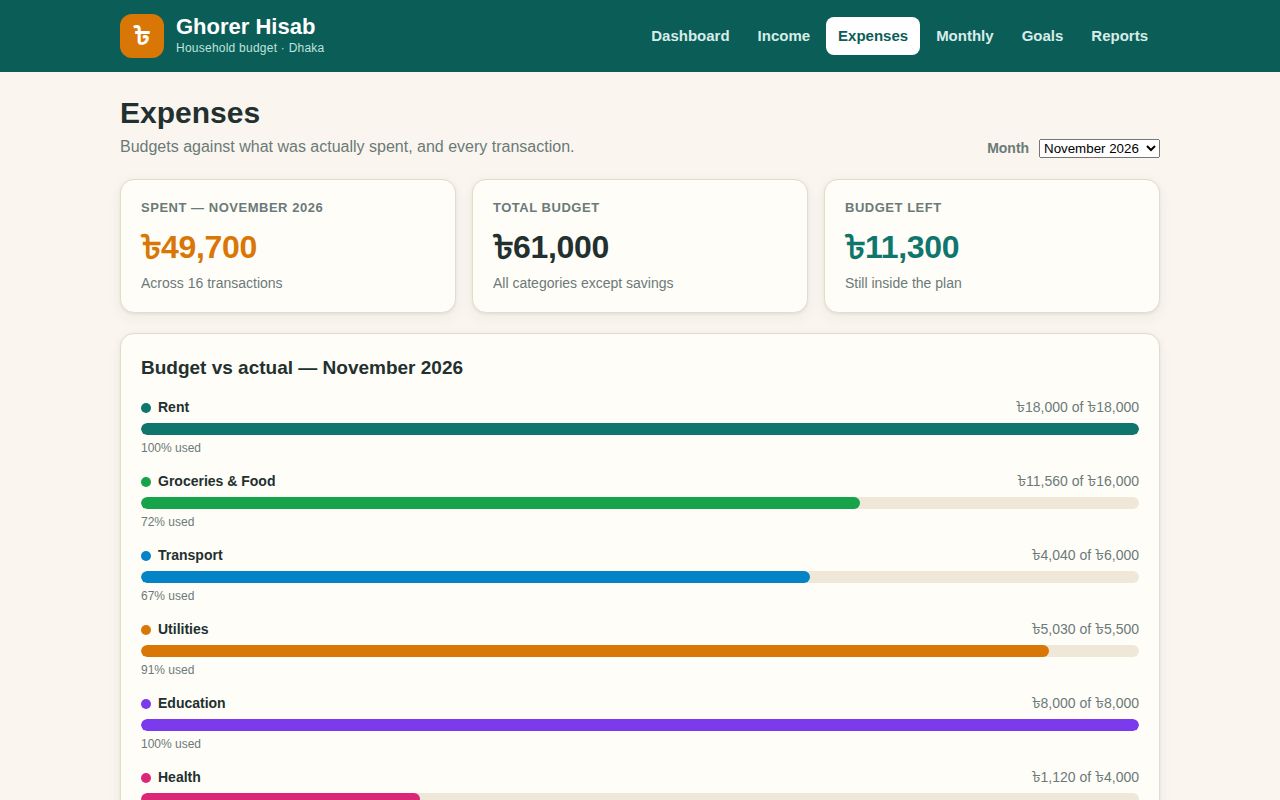 ৳
Ghorer Hisab
Household budget · Dhaka
Dashboard Income Expenses Monthly Goals Reports
Expenses
Budgets against what was actually spent, and every transaction.
Month November 2026
SPENT — NOVEMBER 2026
৳49,700
Across 16 transactions
TOTAL BUDGET
৳61,000
All categories except savings
BUDGET LEFT
৳11,300
Still inside the plan
Budget vs actual — November 2026
Rent ৳18,000 of ৳18,000
100% used
Groceries & Food ৳11,560 of ৳16,000
72% used
Transport ৳4,040 of ৳6,000
67% used
Utilities ৳5,030 of ৳5,500
91% used
Education ৳8,000 of ৳8,000
100% used
Health ৳1,120 of ৳4,000